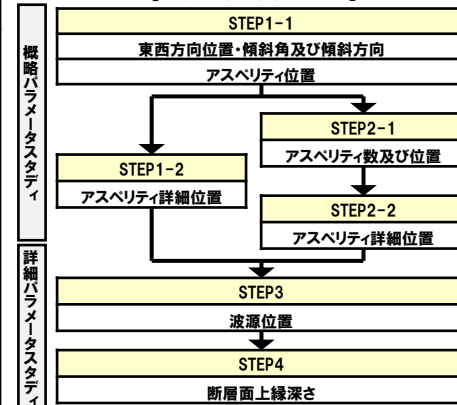 概略パラメータスタディ
STEP1-1
東西方向位置・傾斜角及び傾斜方向
アスペリティ位置
STEP1-2
アスペリティ詳細位置
STEP2-1
アスペリティ数及び位置
STEP2-2
アスペリティ詳細位置
詳細パラメータスタディ
STEP3
波源位置
STEP4
断層面上縁深さ